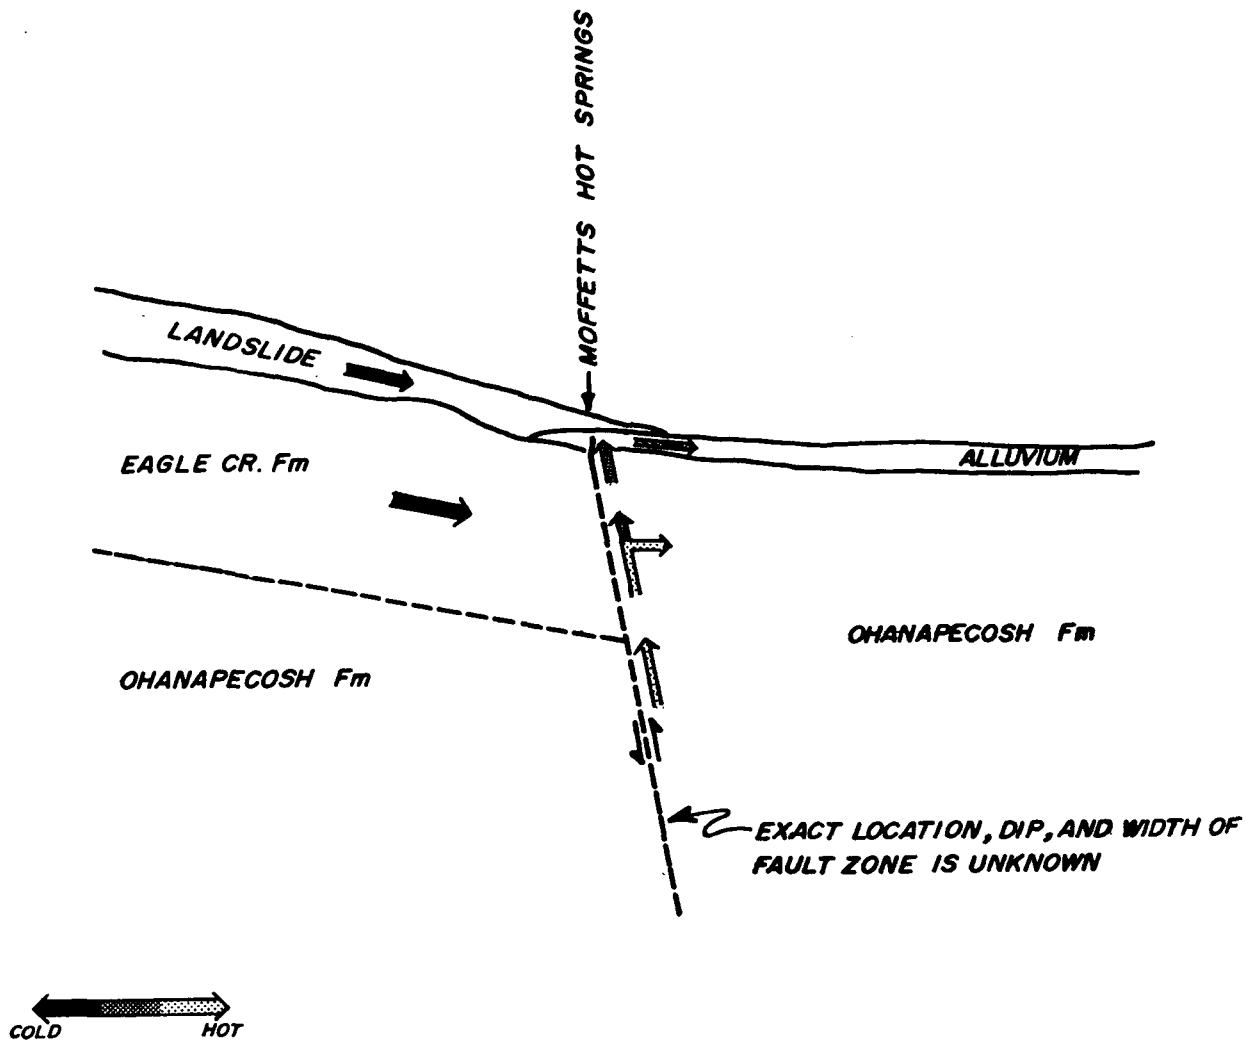 MOFFETTS HOT SPRINGS
LANDSLIDE
ALLUVIUM
EAGLE CR. Fm
OHANAPECOSH Fm
OHANAPECOSH Fm
EXACT LOCATION, DIP, AND WIDTH OF
FAULT ZONE IS UNKNOWN
COLD
HOT